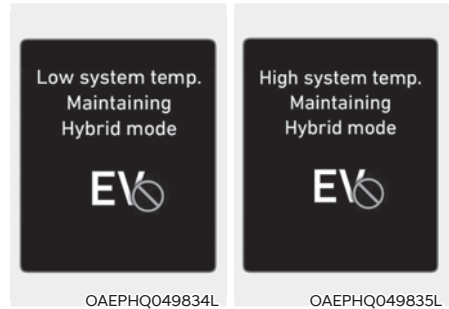 Low system temp.
Maintaining
Hybrid mode
EV
OAEPHQ049834L
High system temp.
Maintaining
Hybrid mode
EV
OAEPHQ049835L